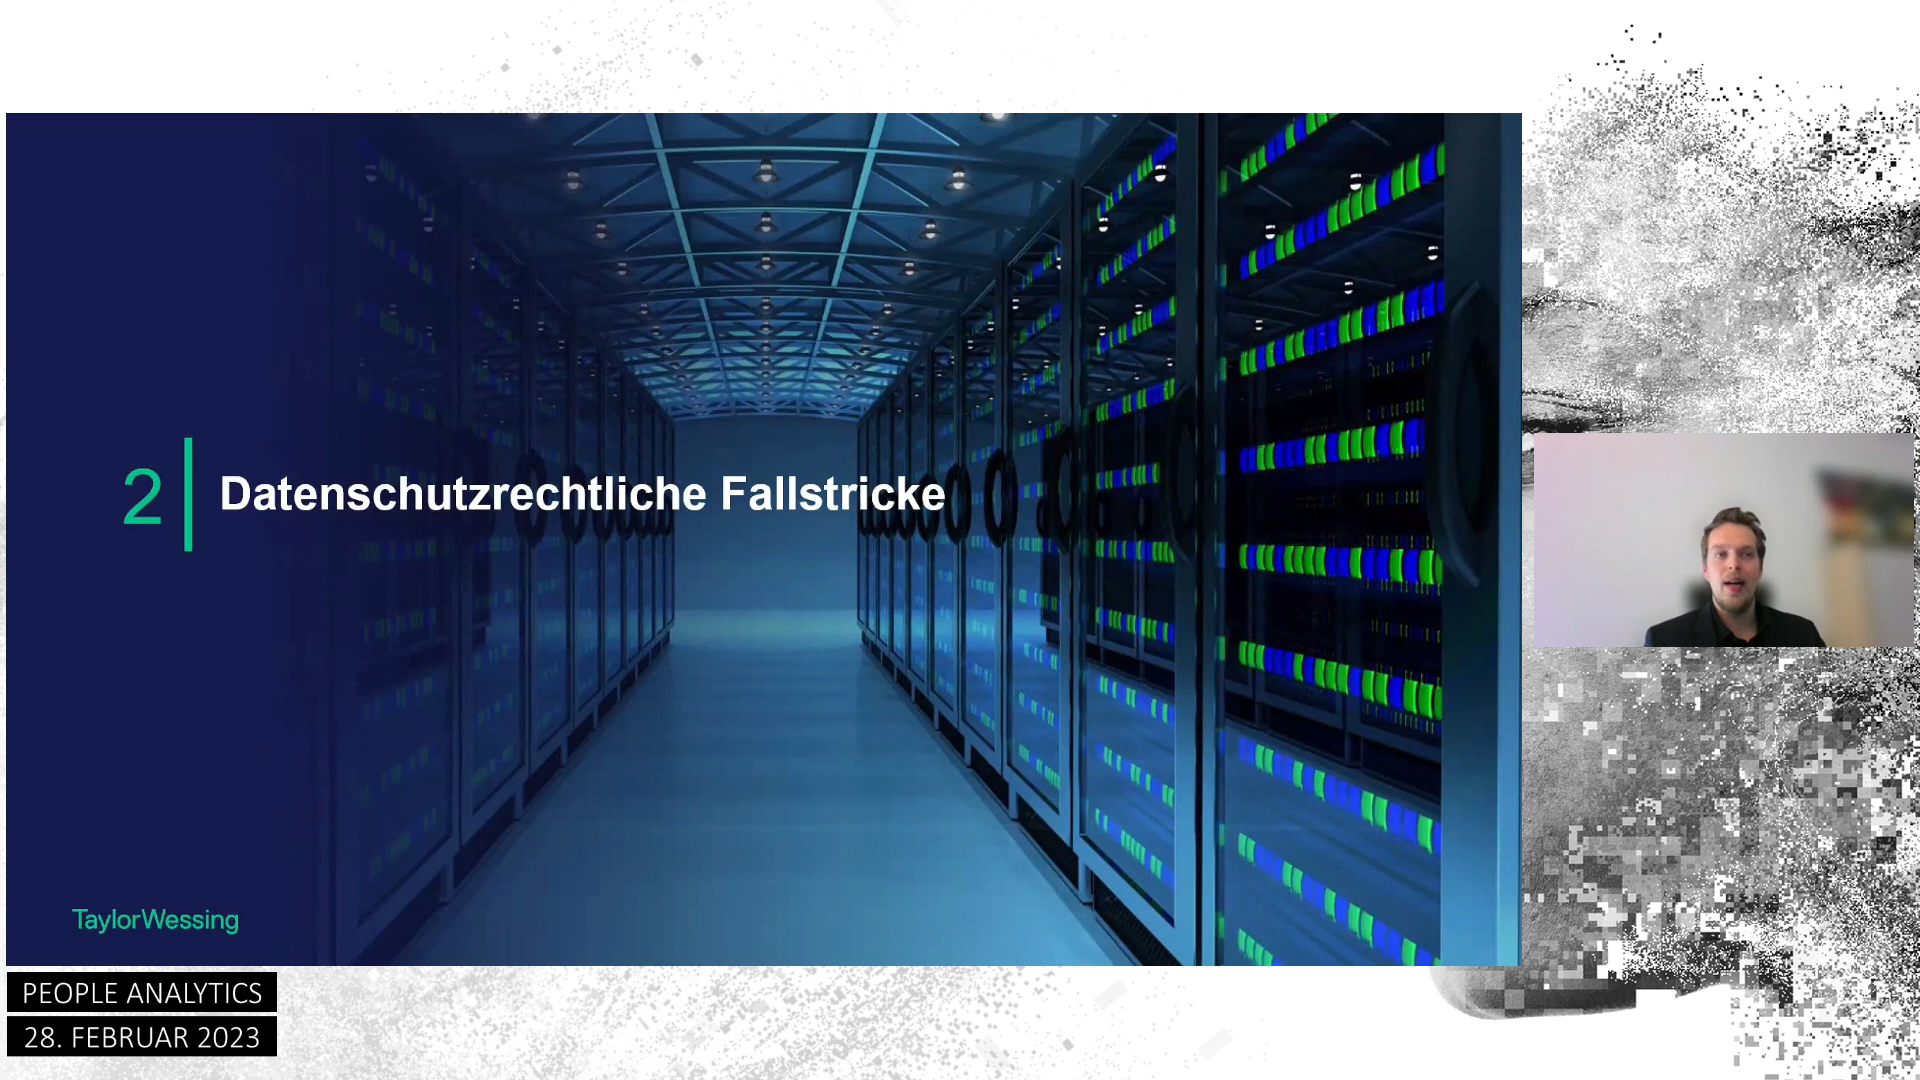 2
Datenschutzrechtliche Fallstricke
TaylorWessing
PEOPLE ANALYTICS
28. FEBRUAR 2023